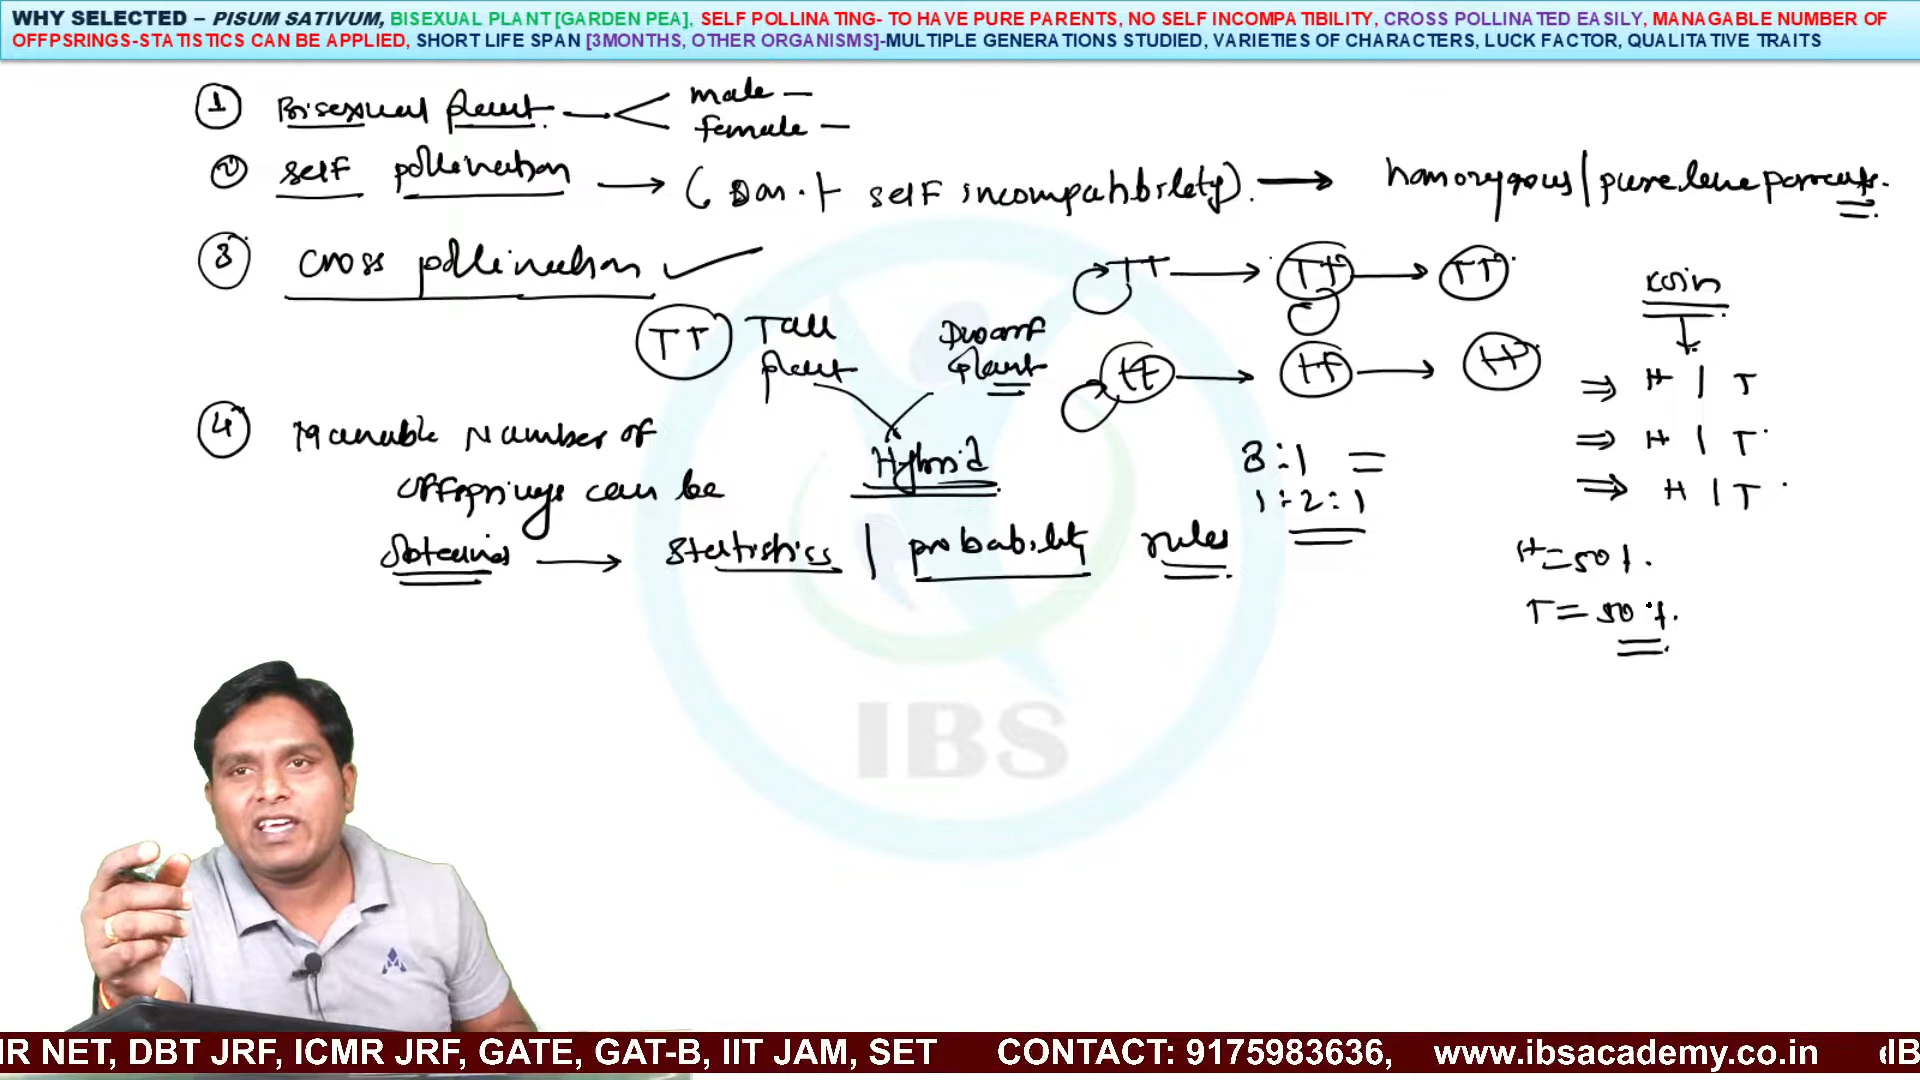 WHY SELECTED – PISUM SATIVUM, BISEXUAL PLANT [GARDEN PEA], SELF POLLINATING- TO HAVE PURE PARENTS, NO SELF INCOMPATIBILITY, CROSS POLLINATED EASILY, MANAGABLE NUMBER OF
OFFPSRINGS-STATISTICS CAN BE APPLIED, SHORT LIFE SPAN [3MONTHS, OTHER ORGANISMS]-MULTIPLE GENERATIONS STUDIED, VARIETIES OF CHARACTERS, LUCK FACTOR, QUALITATIVE TRAITS
1 Bisexual plant male
female
2 self pollination → (Don't self incompatibility) → homozygous / pureline parents.
3 cross pollination ✓
TT → TT → TT
coin
TT Tall plant
Dwarf plant
tt → tt → tt
⇒ H | T
⇒ H | T
⇒ H | T
4 Manable Number of
offsprings can be
Hybrid
3:1 =
1:2:1
obtained → statistics | probability rules
H = 50%.
T = 50%.
IBS
IR NET, DBT JRF, ICMR JRF, GATE, GAT-B, IIT JAM, SET CONTACT: 9175983636, www.ibsacademy.co.in